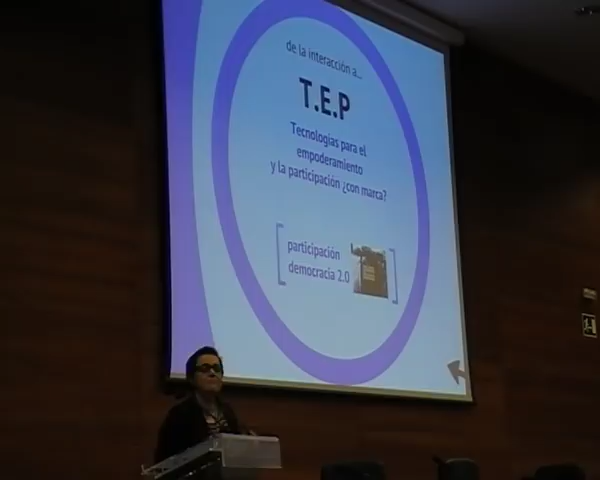 de la interacción a...
T.E.P
Tecnologías para el
empoderamiento
y la participación ¿con marca?
participación
democracia 2.0